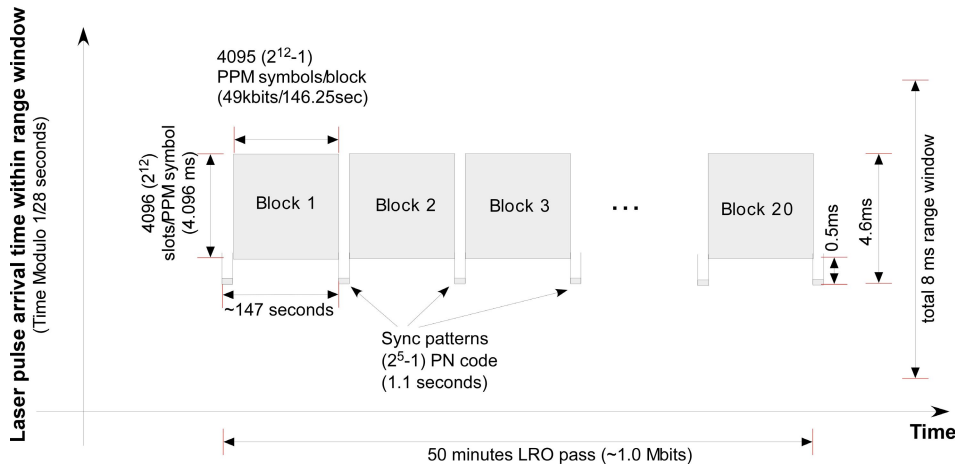 Laser pulse arrival time within range window
(Time Modulo 1/28 seconds)
4095 (2¹²-1)
PPM symbols/block
(49kbits/146.25sec)
4096 (2¹²)
slots/PPM symbol
(4.096 ms)
Block 1
Block 2
Block 3
...
Block 20
0.5ms
4.6ms
total 8 ms range window
~147 seconds
Sync patterns
(2⁵-1) PN code
(1.1 seconds)
Time
50 minutes LRO pass (~1.0 Mbits)